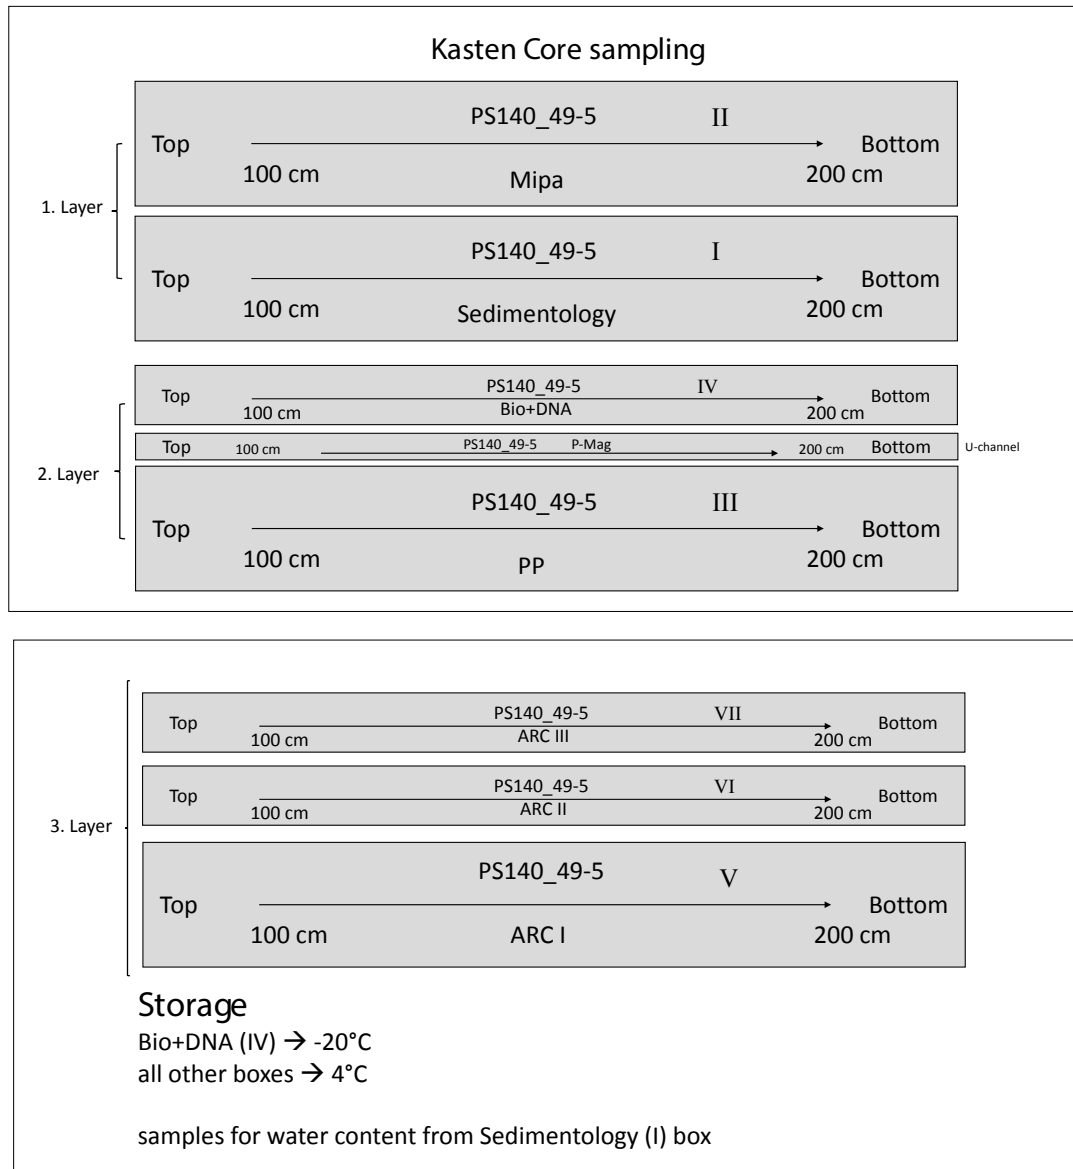 Kasten Core sampling
1. Layer
PS140_49-5 II
Top Bottom
100 cm Mipa 200 cm
PS140_49-5 I
Top Bottom
100 cm Sedimentology 200 cm
2. Layer
PS140_49-5 IV
Top Bottom
100 cm Bio+DNA 200 cm
Top 100 cm PS140_49-5 P-Mag 200 cm Bottom U-channel
PS140_49-5 III
Top Bottom
100 cm PP 200 cm
3. Layer
PS140_49-5 VII
Top Bottom
100 cm ARC III 200 cm
PS140_49-5 VI
Top Bottom
100 cm ARC II 200 cm
PS140_49-5 V
Top Bottom
100 cm ARC I 200 cm
Storage
Bio+DNA (IV) → -20°C
all other boxes → 4°C
samples for water content from Sedimentology (I) box